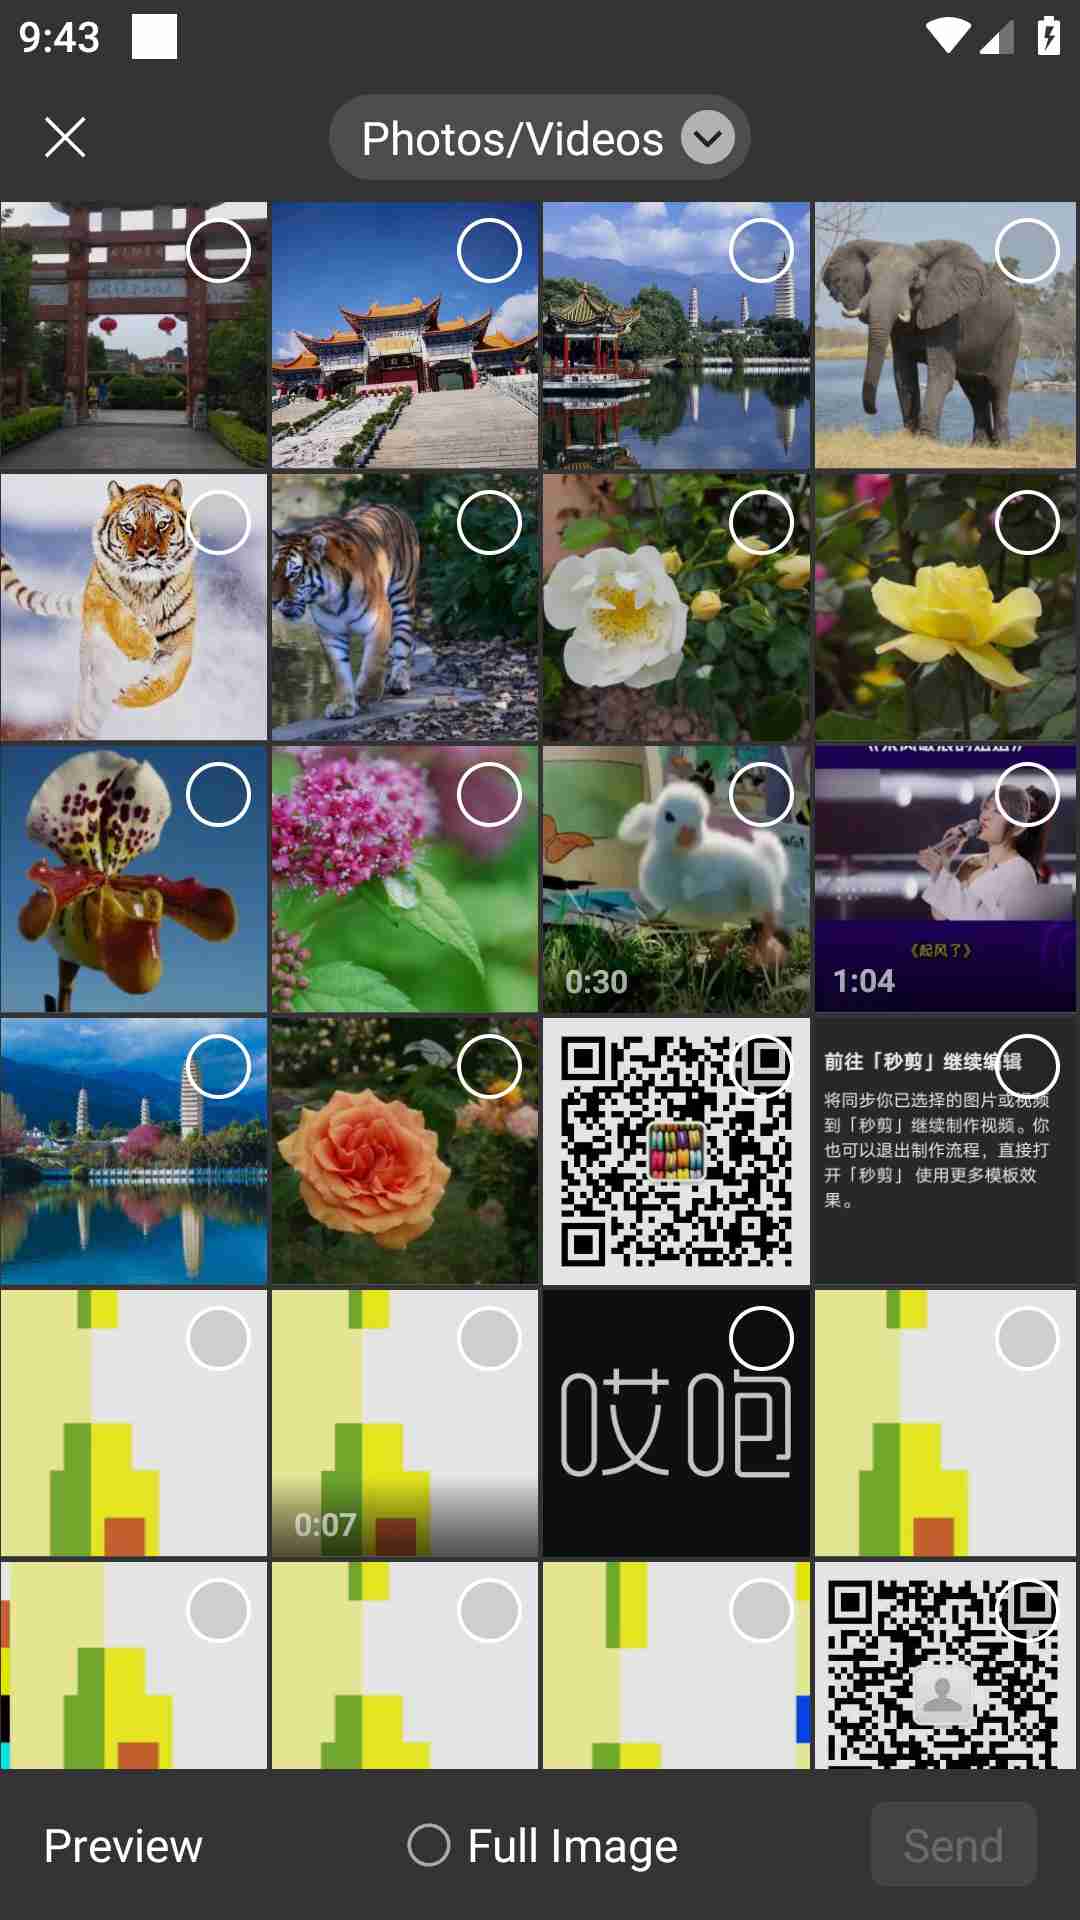 9:43
Photos/Videos
0:30
《起风了》
1:04
前往「秒剪」继续编辑
将同步你已选择的图片或视频
到「秒剪」继续制作视频。你
也可以退出制作流程，直接打
开「秒剪」使用更多模板效
果。
0:07
哎咆
Preview
Full Image
Send